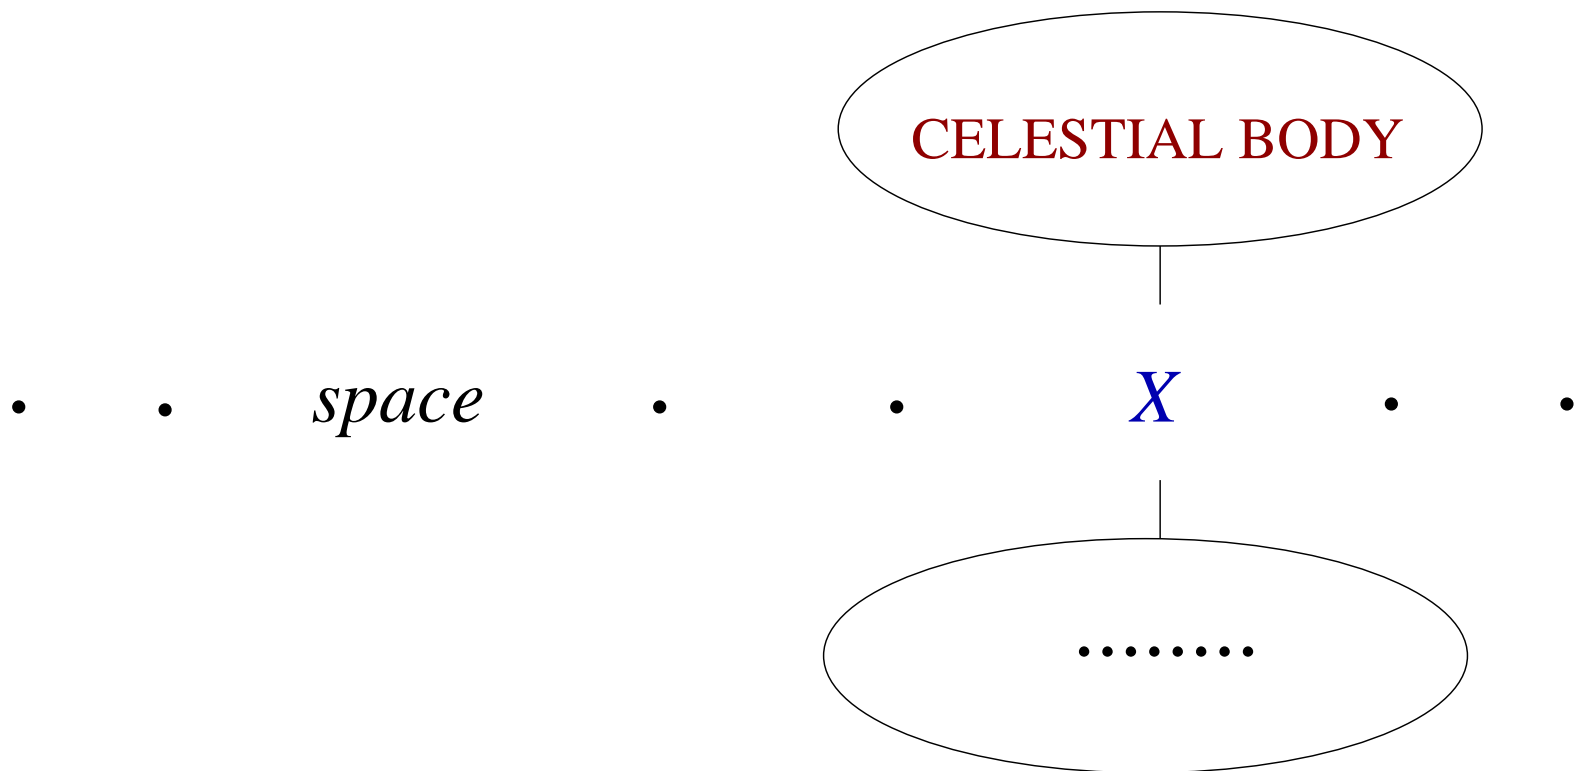 CELESTIAL BODY
• • space • • X • •
••••••••